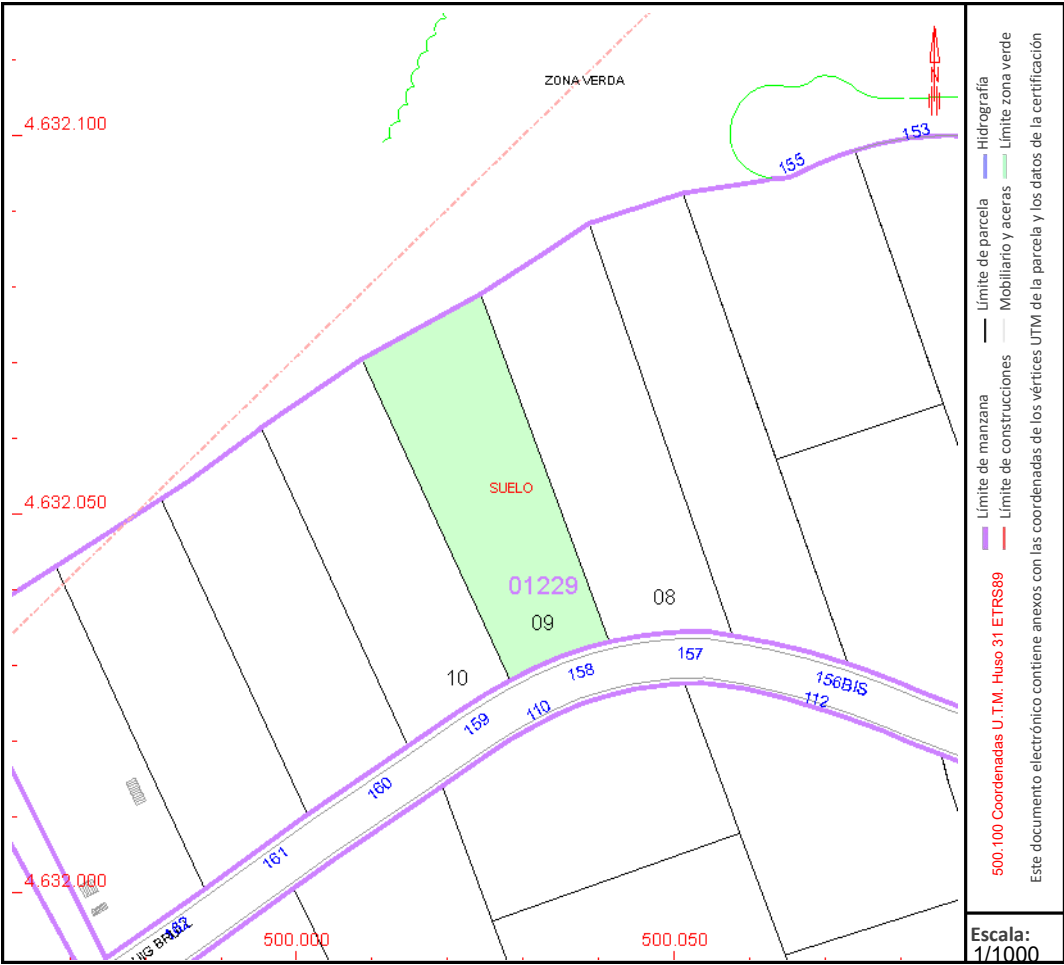 ZONA VERDA
N
4.632.100
153
155
4.632.050
SUELO
01229
08
09
10
158
157
156BIS
159
110
112
160
161
4.632.000
162
500.000
500.050
Límite de manzana
Límite de parcela
Hidrografía
Límite de construcciones
Mobiliario y aceras
Límite zona verde
500.100 Coordenadas U.T.M. Huso 31 ETRS89
Este documento electrónico contiene anexos con las coordenadas de los vértices UTM de la parcela y los datos de la certificación
Escala:
1/1000